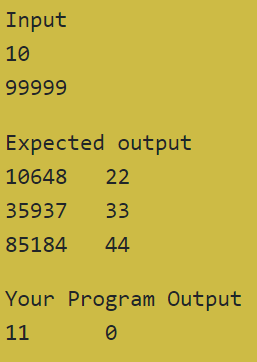 Input
10
99999
Expected output
10648   22
35937   33
85184   44
Your Program Output
11      0